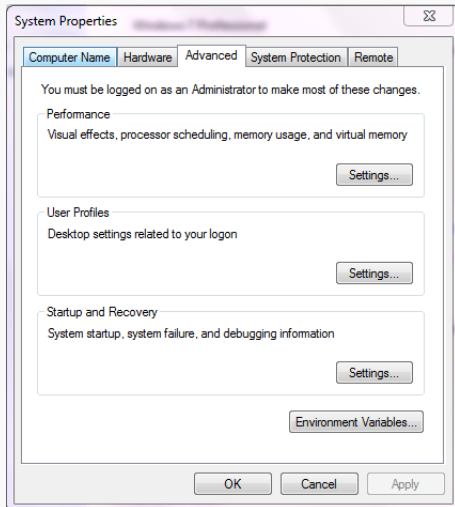 System Properties
Computer Name Hardware Advanced System Protection Remote
You must be logged on as an Administrator to make most of these changes.
Performance
Visual effects, processor scheduling, memory usage, and virtual memory
Settings...
User Profiles
Desktop settings related to your logon
Settings...
Startup and Recovery
System startup, system failure, and debugging information
Settings...
Environment Variables...
OK Cancel Apply